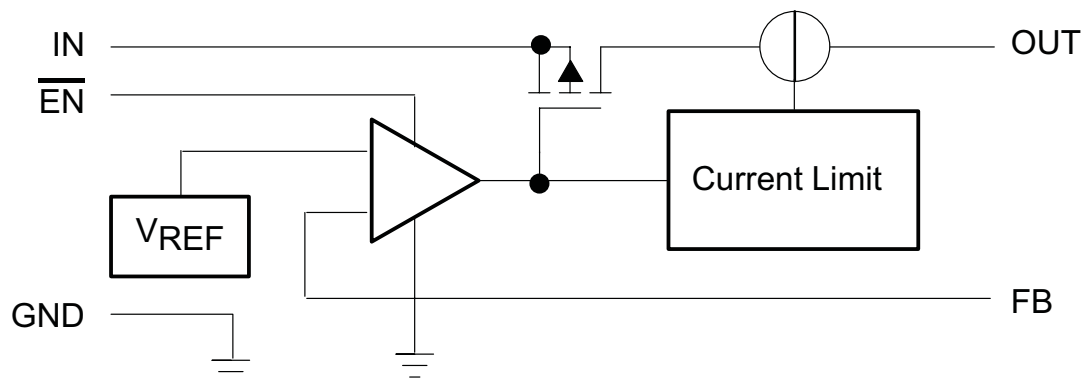 IN
OUT
EN
Current Limit
VREF
GND
FB